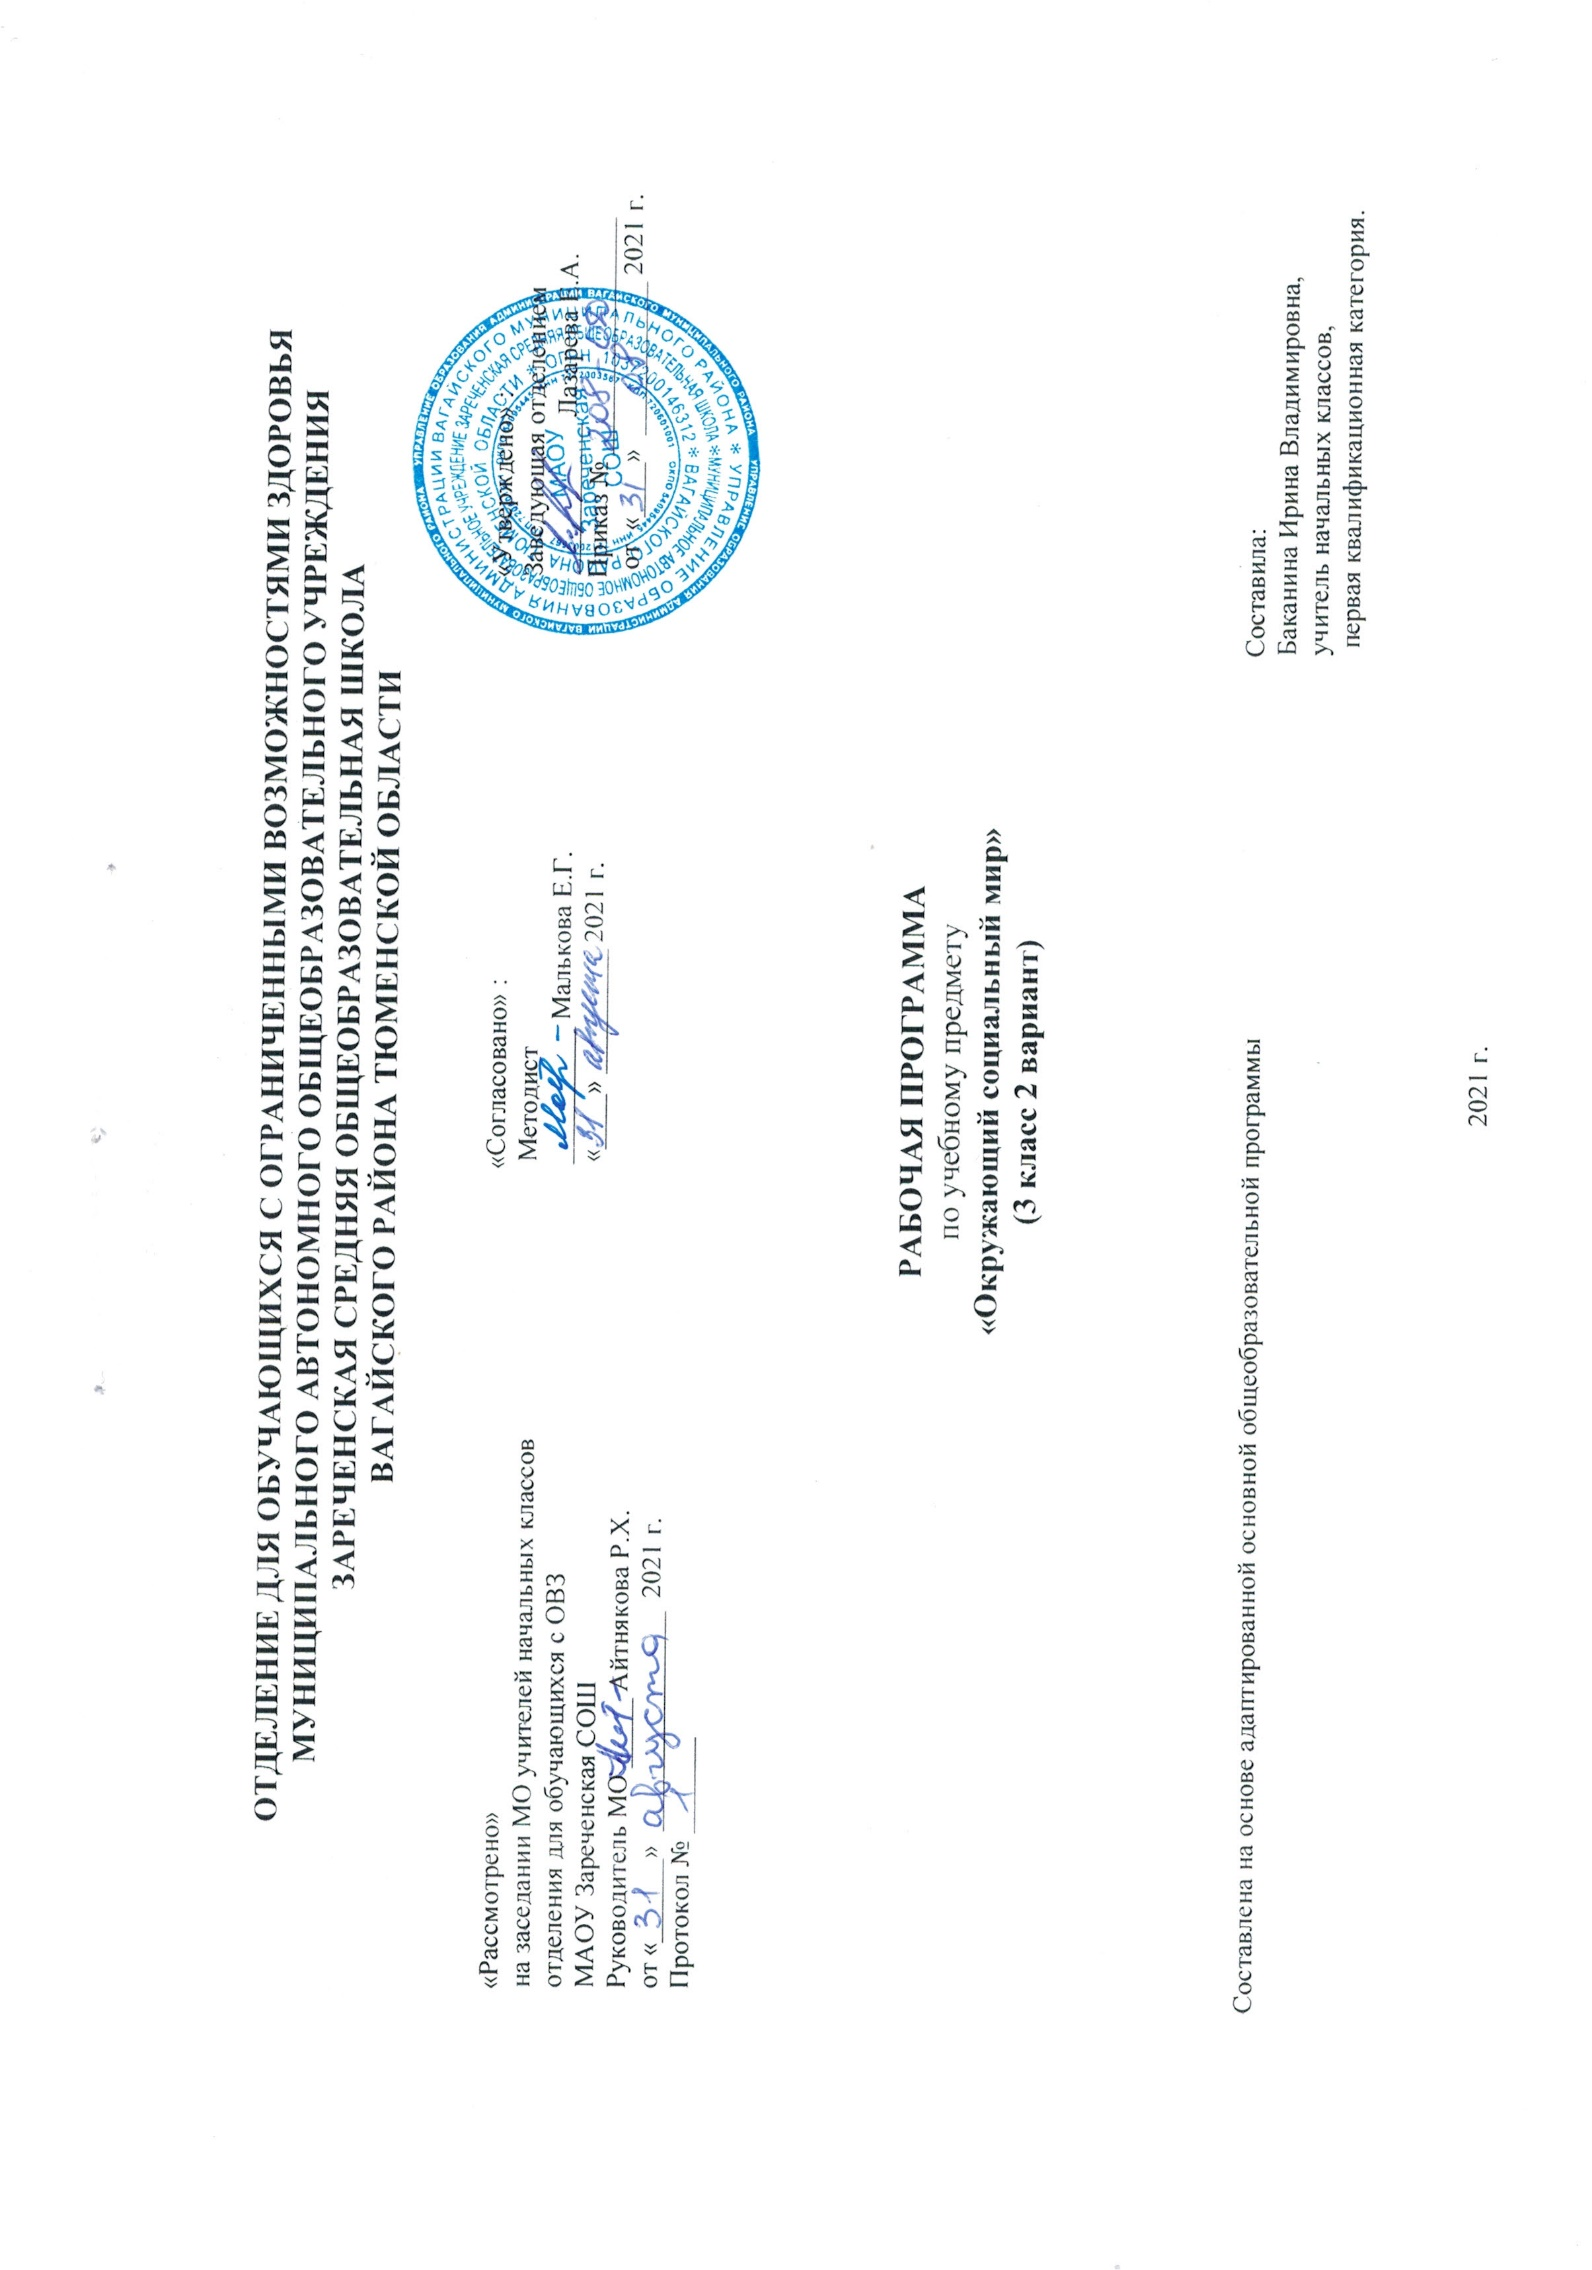 ОТДЕЛЕНИЕ ДЛЯ ОБУЧАЮЩИХСЯ С ОГРАНИЧЕННЫМИ ВОЗМОЖНОСТЯМИ ЗДОРОВЬЯ
МУНИЦИПАЛЬНОГО АВТОНОМНОГО ОБЩЕОБРАЗОВАТЕЛЬНОГО УЧРЕЖДЕНИЯ
ЗАРЕЧЕНСКАЯ СРЕДНЯЯ ОБЩЕОБРАЗОВАТЕЛЬНАЯ ШКОЛА
ВАГАЙСКОГО РАЙОНА ТЮМЕНСКОЙ ОБЛАСТИ
«Рассмотрено»
на заседании МО учителей начальных классов
отделения для обучающихся с ОВЗ
МАОУ Зареченская СОШ
Руководитель МО Айтнякова Р.Х.
от « 31 » августа 2021 г.
Протокол № 1
«Согласовано» :
Методист
– Малькова Е.Г.
«31» августа 2021 г.
«Утверждено» :
Заведующая отделением
Лазарева Е.А.
Приказ №
от « 31 » 2021 г.
МАОУ
Зареченская
СОШ
РАБОЧАЯ ПРОГРАММА
по учебному предмету
«Окружающий социальный мир»
(3 класс 2 вариант)
Составлена на основе адаптированной основной общеобразовательной программы
Составила:
Баканина Ирина Владимировна,
учитель начальных классов,
первая квалификационная категория.
2021 г.